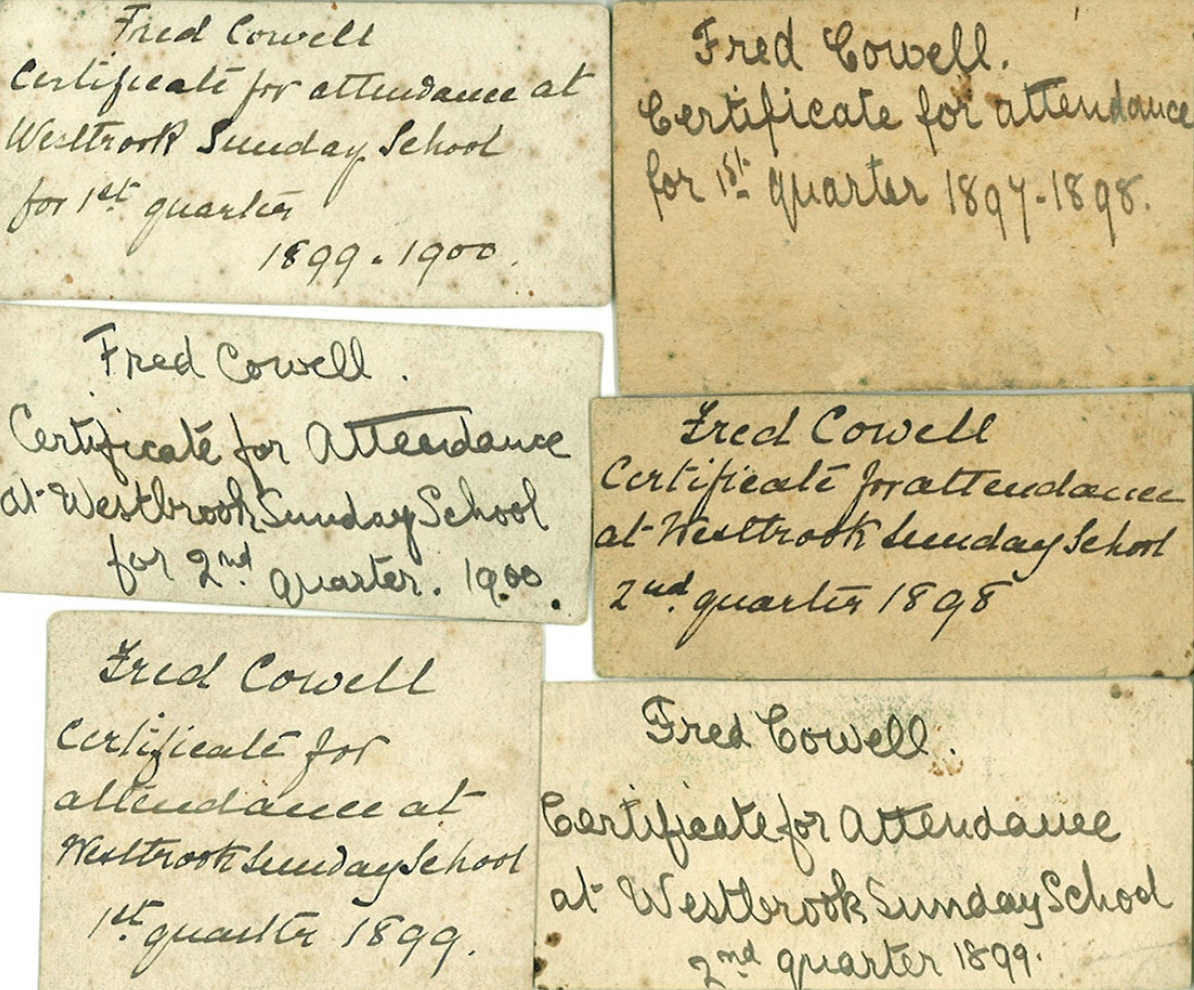 Fred Cowell
Certificate for attendance at
Westbrook Sunday School
for 1st quarter
1899-1900.
Fred Cowell.
Certificate for attendance
for 1st quarter 1897-1898.
Fred Cowell.
Certificate for Attendance
at Westbrook Sunday School
for 2nd quarter. 1900.
Fred Cowell
Certificate for attendance
at Westbrook Sunday School
2nd quarter 1898
Fred Cowell
Certificate for
attendance at
Westbrook Sunday School
1st quarter 1899.
Fred Cowell.
Certificate for Attendance
at Westbrook Sunday School
2nd quarter 1899.